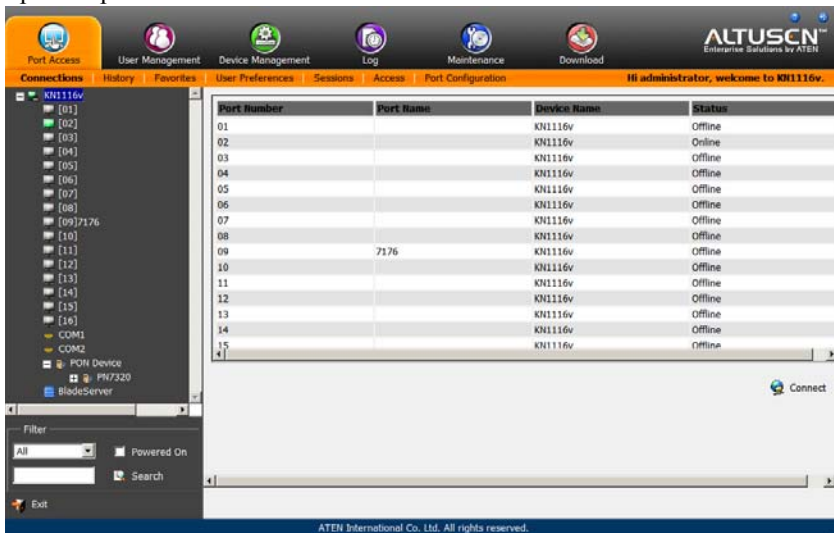 ALTUSEN™
Enterprise Solutions by ATEN
Port Access User Management Device Management Log Maintenance Download
Connections History Favorites User Preferences Sessions Access Port Configuration Hi administrator, welcome to KN1116v.
KN1116v
[01]
[02]
[03]
[04]
[05]
[06]
[07]
[08]
[09]7176
[10]
[11]
[12]
[13]
[14]
[15]
[16]
COM1
COM2
PON Device
PN7320
BladeServer
Filter
All Powered On
Search
Exit
Port Number Port Name Device Name Status
01 KN1116v Offline
02 KN1116v Online
03 KN1116v Offline
04 KN1116v Offline
05 KN1116v Offline
06 KN1116v Offline
07 KN1116v Offline
08 KN1116v Offline
09 7176 KN1116v Offline
10 KN1116v Offline
11 KN1116v Offline
12 KN1116v Offline
13 KN1116v Offline
14 KN1116v Offline
15 KN1116v Offline
Connect
ATEN International Co. Ltd. All rights reserved.